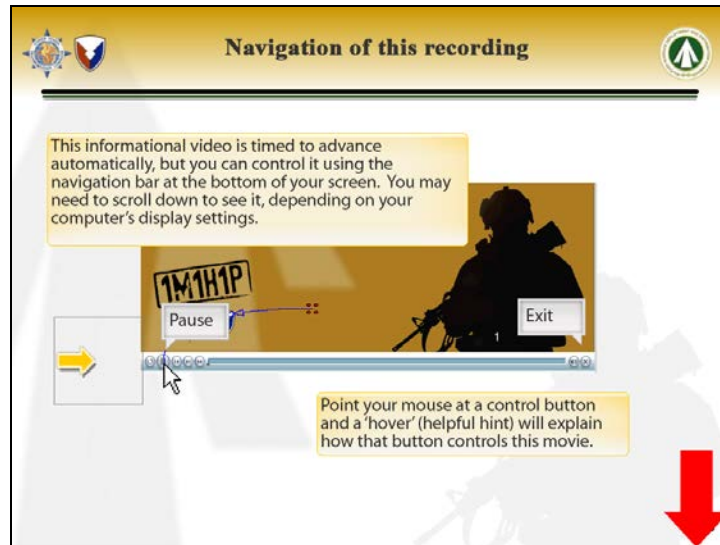 Navigation of this recording
This informational video is timed to advance
automatically, but you can control it using the
navigation bar at the bottom of your screen.  You may
need to scroll down to see it, depending on your
computer's display settings.
1M1H1P
Pause
1
Exit
Point your mouse at a control button
and a 'hover' (helpful hint) will explain
how that button controls this movie.